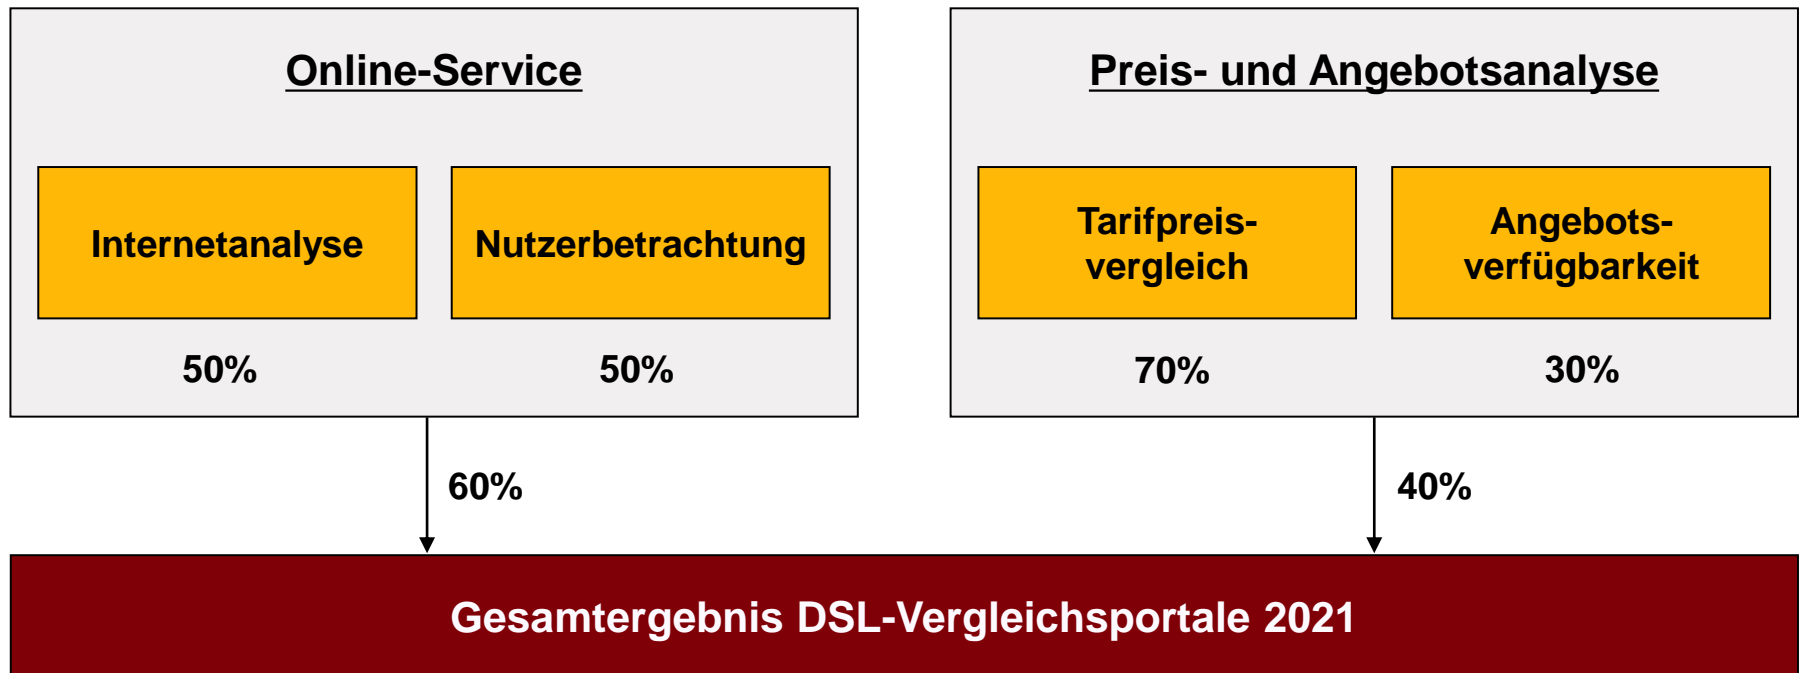 Online-Service
Internetanalyse
Nutzerbetrachtung
50%
50%
60%
Preis- und Angebotsanalyse
Tarifpreis-
vergleich
Angebots-
verfügbarkeit
70%
30%
40%
Gesamtergebnis DSL-Vergleichsportale 2021